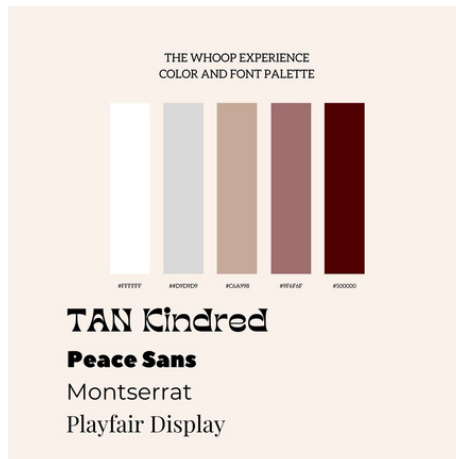 THE WHOOP EXPERIENCE
COLOR AND FONT PALETTE
#FFFFFF ##D9D9D9 #C6A998 #9F6F6F #500000
TAN Kindred
Peace Sans
Montserrat
Playfair Display